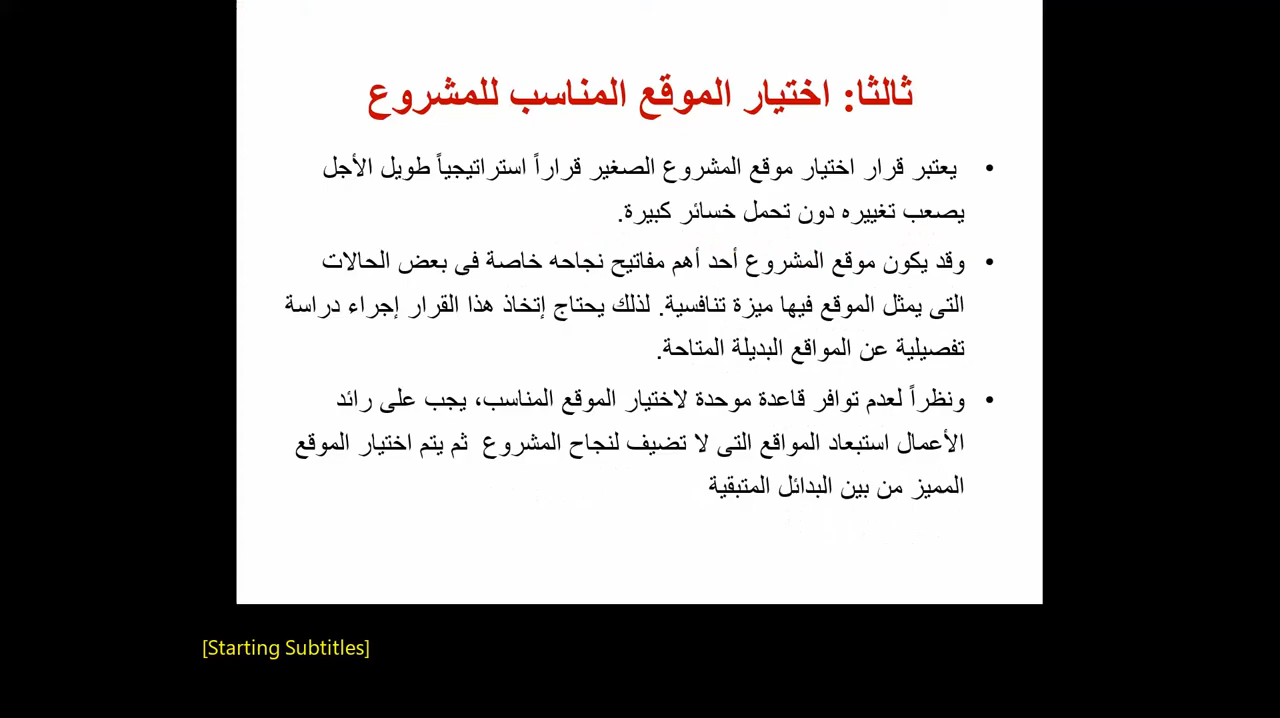 ثالثا: اختيار الموقع المناسب للمشروع
• يعتبر قرار اختيار موقع المشروع الصغير قراراً استراتيجياً طويل الأجل
يصعب تغييره دون تحمل خسائر كبيرة.
• وقد يكون موقع المشروع أحد أهم مفاتيح نجاحه خاصة فى بعض الحالات
التى يمثل الموقع فيها ميزة تنافسية. لذلك يحتاج إتخاذ هذا القرار إجراء دراسة
تفصيلية عن المواقع البديلة المتاحة.
• ونظراً لعدم توافر قاعدة موحدة لاختيار الموقع المناسب، يجب على رائد
الأعمال استبعاد المواقع التى لا تضيف لنجاح المشروع ثم يتم اختيار الموقع
المميز من بين البدائل المتبقية
[Starting Subtitles]